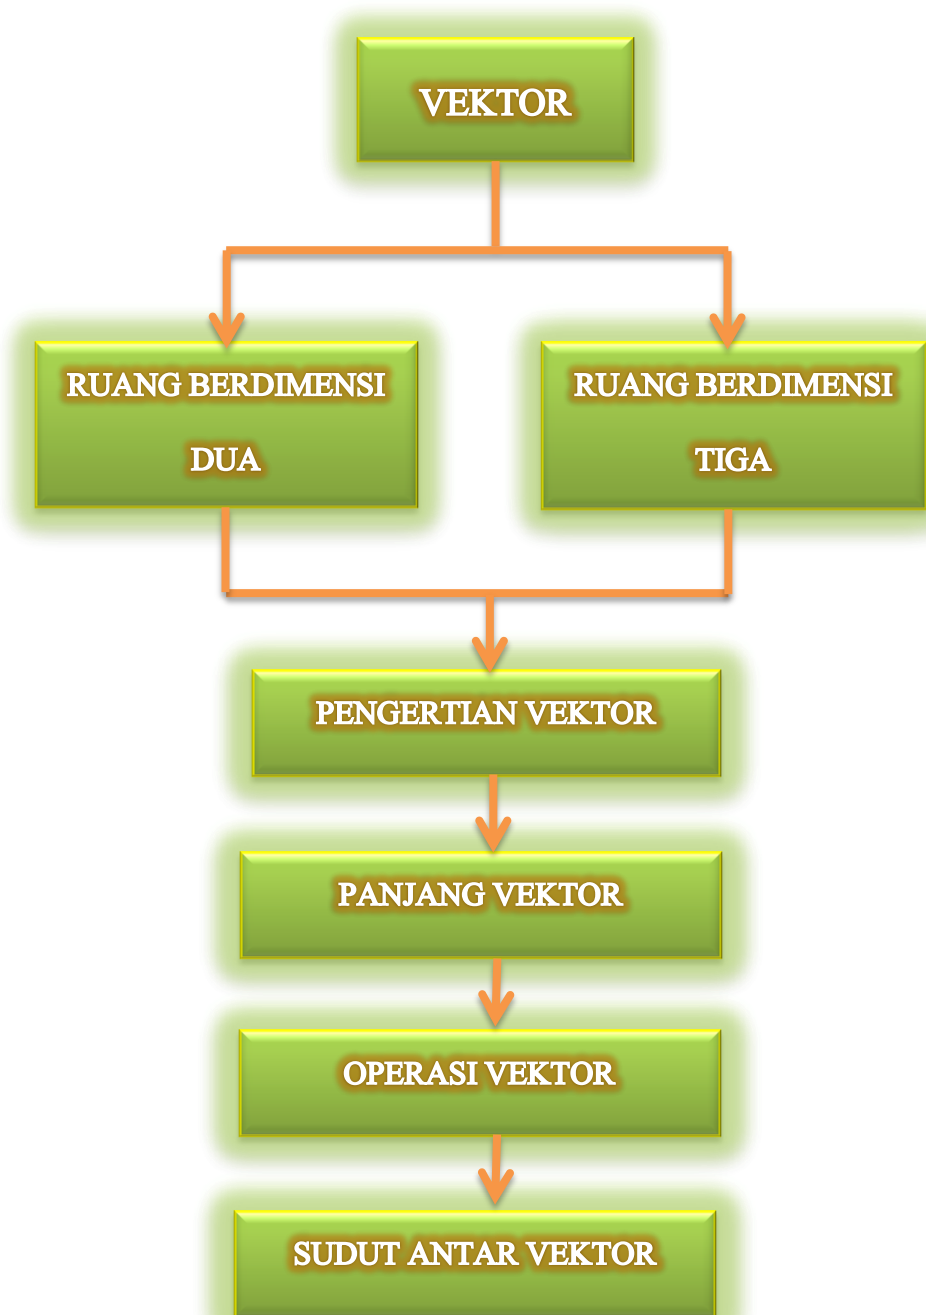 VEKTOR
RUANG BERDIMENSI
DUA
RUANG BERDIMENSI
TIGA
PENGERTIAN VEKTOR
PANJANG VEKTOR
OPERASI VEKTOR
SUDUT ANTAR VEKTOR